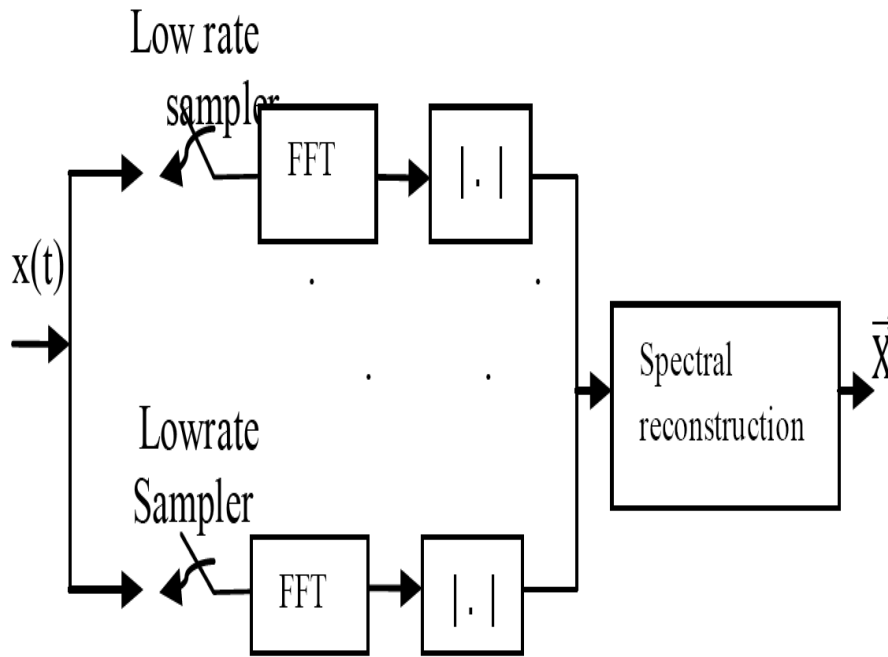 Low rate
sampler
FFT
| . |
x(t)
Spectral
reconstruction
X⃗
Lowrate
Sampler
FFT
| . |